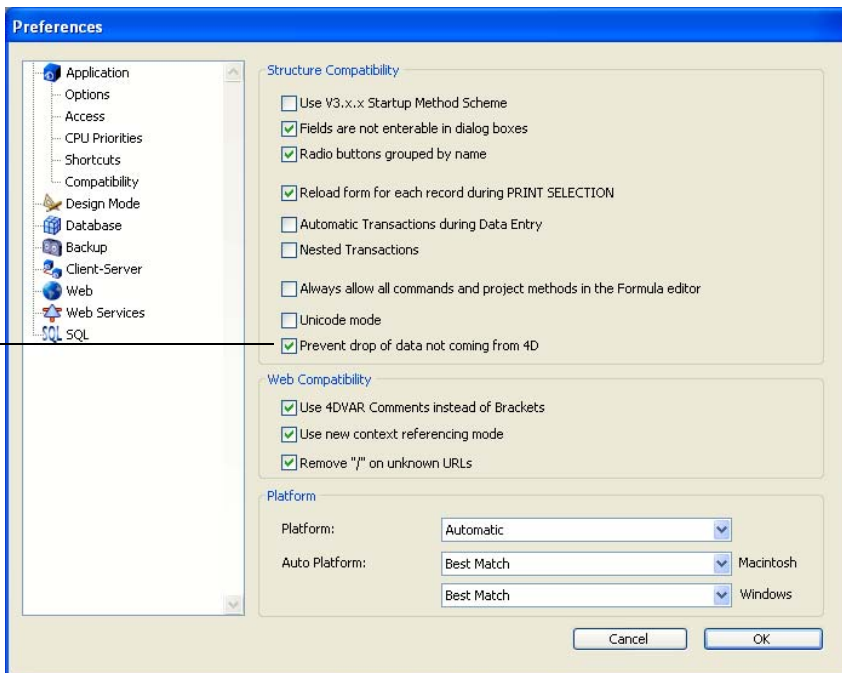 Preferences
Application
Options
Access
CPU Priorities
Shortcuts
Compatibility
Design Mode
Database
Backup
Client-Server
Web
Web Services
SQL SQL
Structure Compatibility
Use V3.x.x Startup Method Scheme
Fields are not enterable in dialog boxes
Radio buttons grouped by name
Reload form for each record during PRINT SELECTION
Automatic Transactions during Data Entry
Nested Transactions
Always allow all commands and project methods in the Formula editor
Unicode mode
Prevent drop of data not coming from 4D
Web Compatibility
Use 4DVAR Comments instead of Brackets
Use new context referencing mode
Remove "/" on unknown URLs
Platform
Platform: Automatic
Auto Platform: Best Match Macintosh
Best Match Windows
Cancel OK